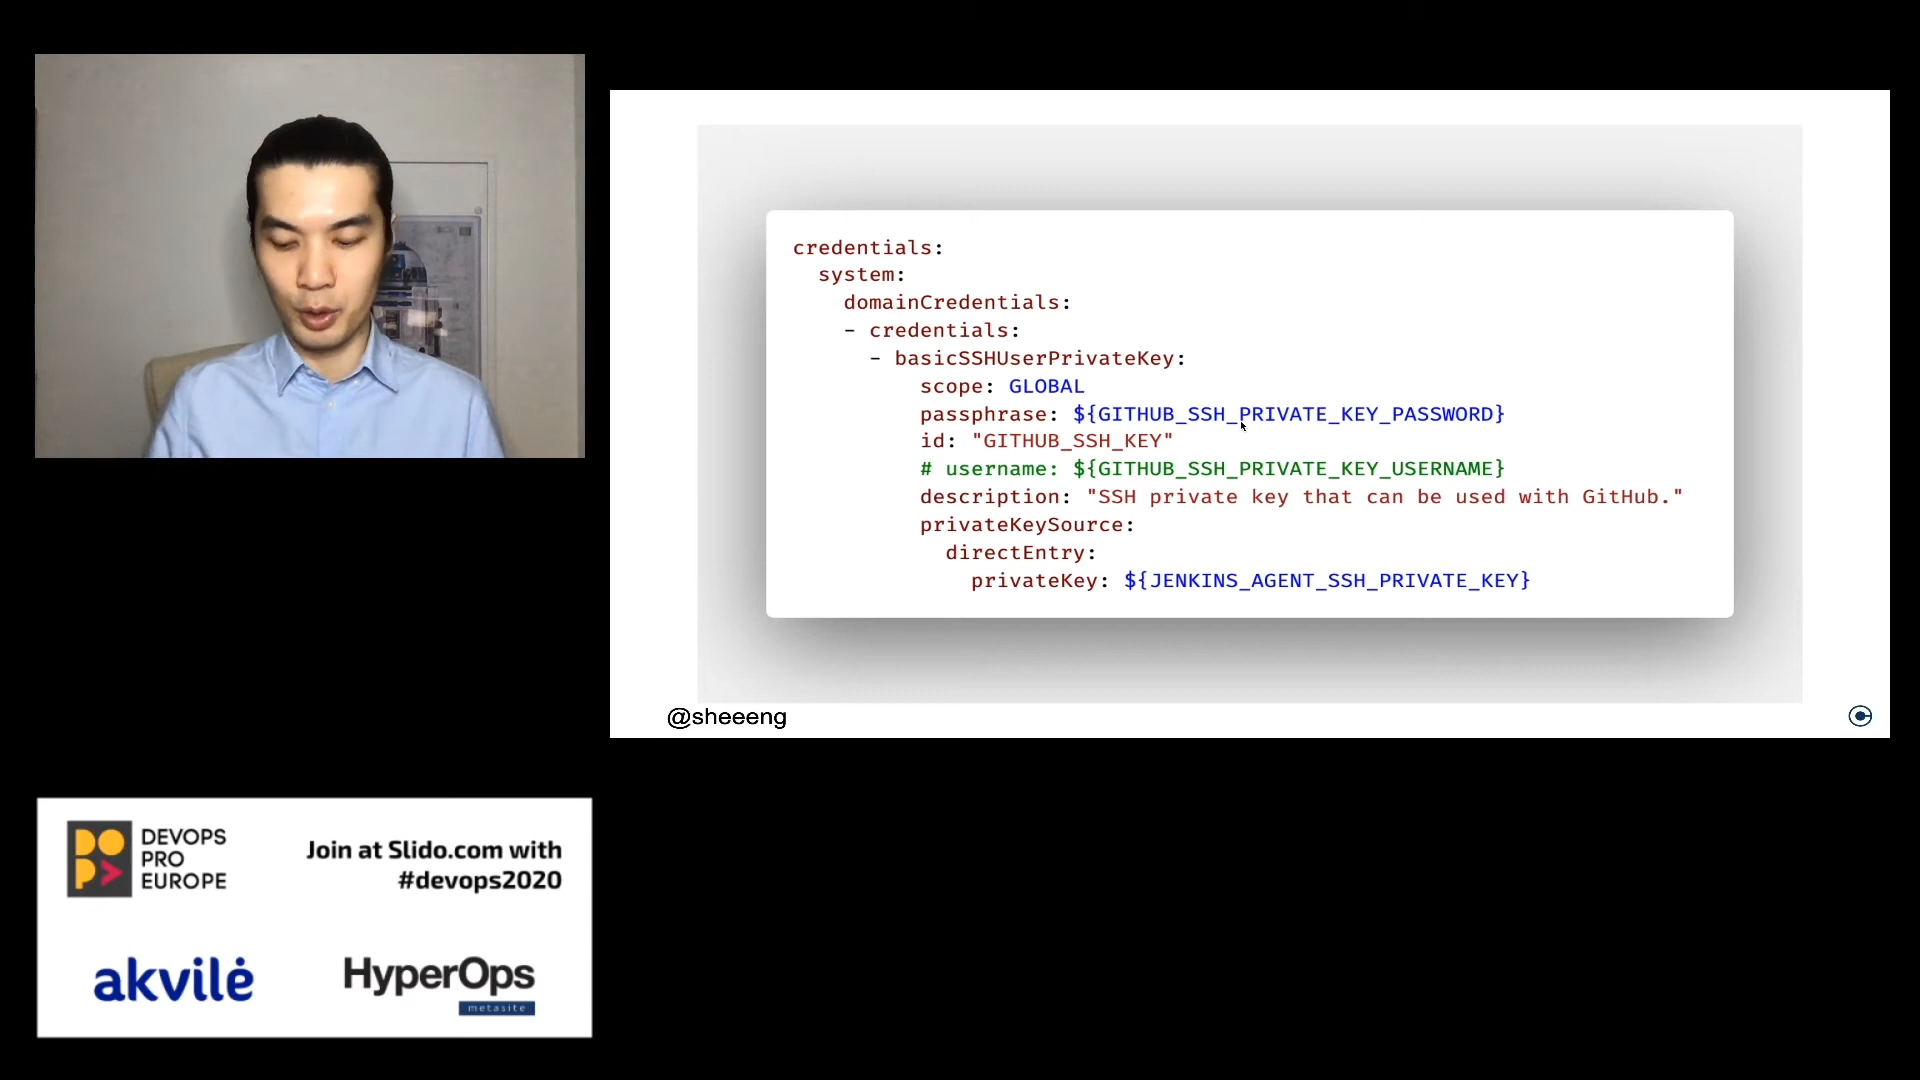 credentials:
  system:
    domainCredentials:
    - credentials:
      - basicSSHUserPrivateKey:
          scope: GLOBAL
          passphrase: ${GITHUB_SSH_PRIVATE_KEY_PASSWORD}
          id: "GITHUB_SSH_KEY"
          # username: ${GITHUB_SSH_PRIVATE_KEY_USERNAME}
          description: "SSH private key that can be used with GitHub."
          privateKeySource:
            directEntry:
              privateKey: ${JENKINS_AGENT_SSH_PRIVATE_KEY}
@sheeeng
DEVOPS
PRO
EUROPE
Join at Slido.com with
#devops2020
akvilė
HyperOps
metasite